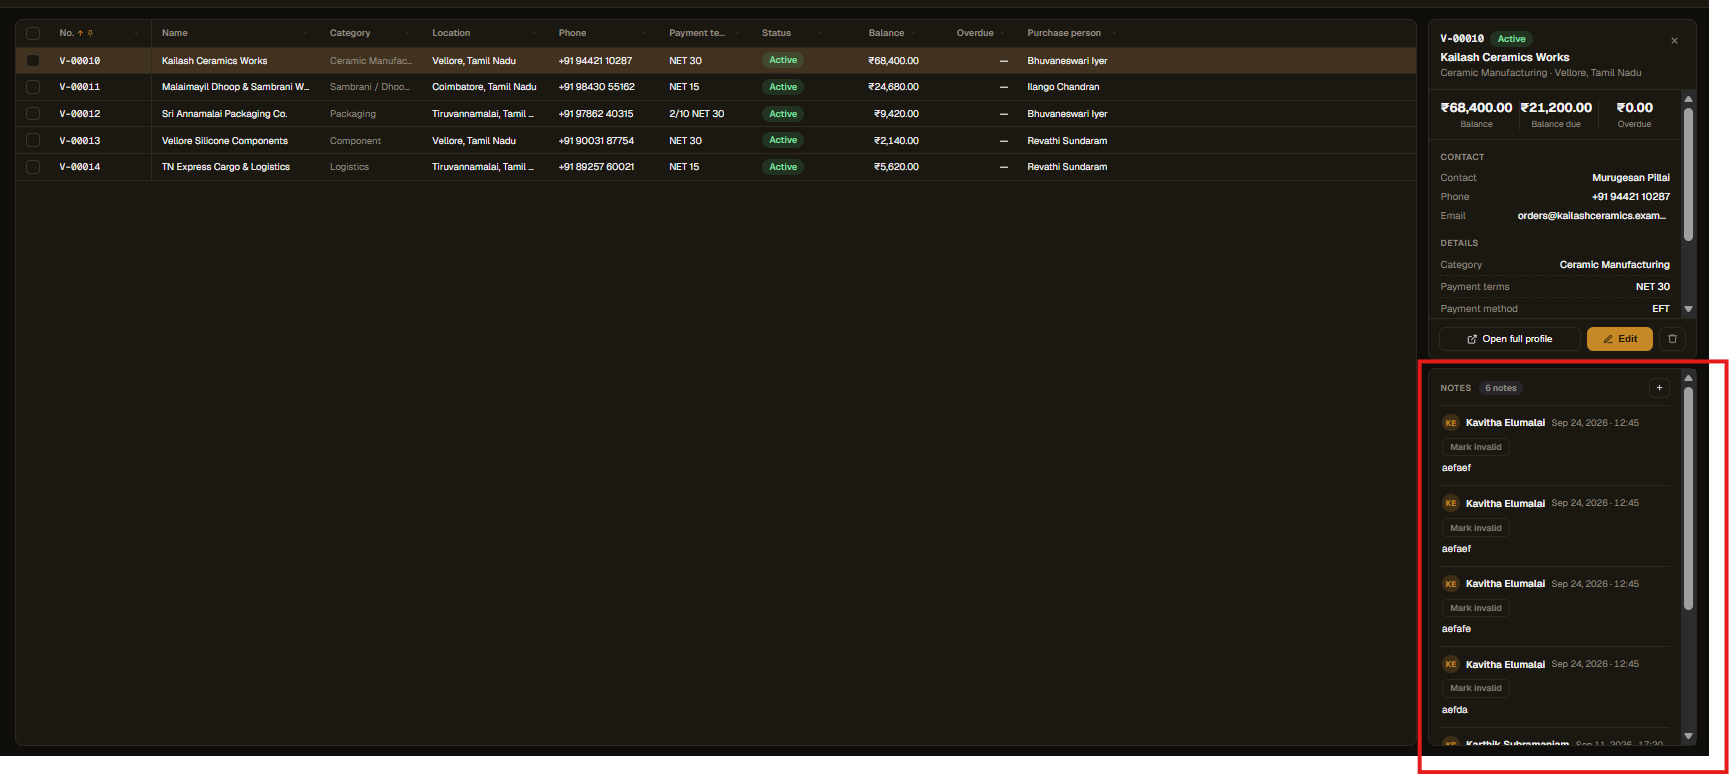 No. Name Category Location Phone Payment te... Status Balance Overdue Purchase person
V-00010 Kailash Ceramics Works Ceramic Manufac... Vellore, Tamil Nadu +91 94421 10287 NET 30 Active ₹68,400.00 — Bhuvaneswari Iyer
V-00011 Malaimayil Dhoop & Sambrani W... Sambrani / Dhoo... Coimbatore, Tamil Nadu +91 98430 55162 NET 15 Active ₹24,680.00 — Ilango Chandran
V-00012 Sri Annamalai Packaging Co. Packaging Tiruvannamalai, Tamil ... +91 97862 40315 2/10 NET 30 Active ₹9,420.00 — Bhuvaneswari Iyer
V-00013 Vellore Silicone Components Component Vellore, Tamil Nadu +91 90031 87754 NET 30 Active ₹2,140.00 — Revathi Sundaram
V-00014 TN Express Cargo & Logistics Logistics Tiruvannamalai, Tamil ... +91 89257 60021 NET 15 Active ₹5,620.00 — Revathi Sundaram
V-00010 Active
Kailash Ceramics Works
Ceramic Manufacturing · Vellore, Tamil Nadu
₹68,400.00 ₹21,200.00 ₹0.00
Balance Balance due Overdue
CONTACT
Contact Murugesan Pillai
Phone +91 94421 10287
Email orders@kailashceramics.exam...
DETAILS
Category Ceramic Manufacturing
Payment terms NET 30
Payment method EFT
Open full profile Edit
NOTES 6 notes +
KE Kavitha Elumalai Sep 24, 2026 · 12:45
Mark invalid
aefaef
KE Kavitha Elumalai Sep 24, 2026 · 12:45
Mark invalid
aefaef
KE Kavitha Elumalai Sep 24, 2026 · 12:45
Mark invalid
aefafe
KE Kavitha Elumalai Sep 24, 2026 · 12:45
Mark invalid
aefda
KS Karthik Subramaniam Sep 11, 2026 · 17:20